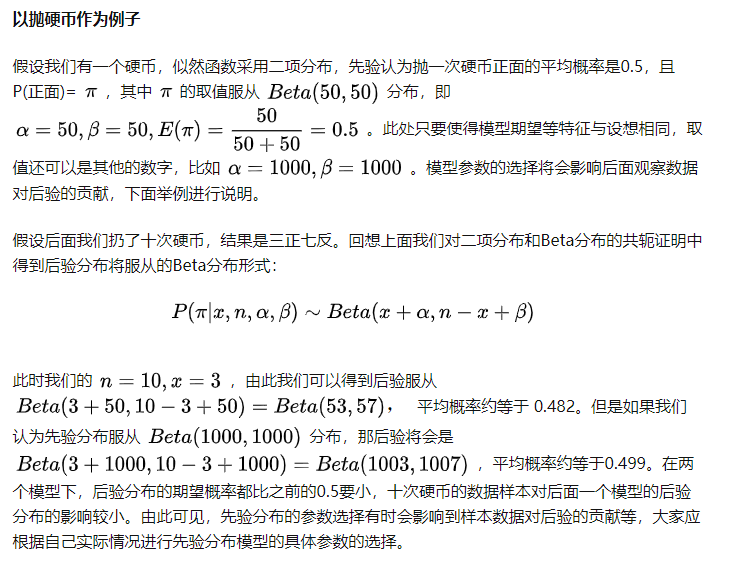 以抛硬币作为例子
假设我们有一个硬币，似然函数采用二项分布，先验认为抛一次硬币正面的平均概率是0.5，且
P(正面)= π ，其中 π 的取值服从 Beta(50, 50) 分布，即
α = 50, β = 50, E(π) = \frac{50}{50 + 50} = 0.5 。此处只要使得模型期望等特征与设想相同，取
值还可以是其他的数字，比如 α = 1000, β = 1000 。模型参数的选择将会影响后面观察数据
对后验的贡献，下面举例进行说明。
假设后面我们扔了十次硬币，结果是三正七反。回想上面我们对二项分布和Beta分布的共轭证明中
得到后验分布将服从的Beta分布形式：
P(π|x, n, α, β) ∼ Beta(x + α, n − x + β)
此时我们的 n = 10, x = 3 ，由此我们可以得到后验服从
Beta(3 + 50, 10 − 3 + 50) = Beta(53, 57)， 平均概率约等于 0.482。但是如果我们
认为先验分布服从 Beta(1000, 1000) 分布，那后验将会是
Beta(3 + 1000, 10 − 3 + 1000) = Beta(1003, 1007) ，平均概率约等于0.499。在两
个模型下，后验分布的期望概率都比之前的0.5要小，十次硬币的数据样本对后面一个模型的后验
分布的影响较小。由此可见，先验分布的参数选择有时会影响到样本数据对后验的贡献等，大家应
根据自己实际情况进行先验分布模型的具体参数的选择。